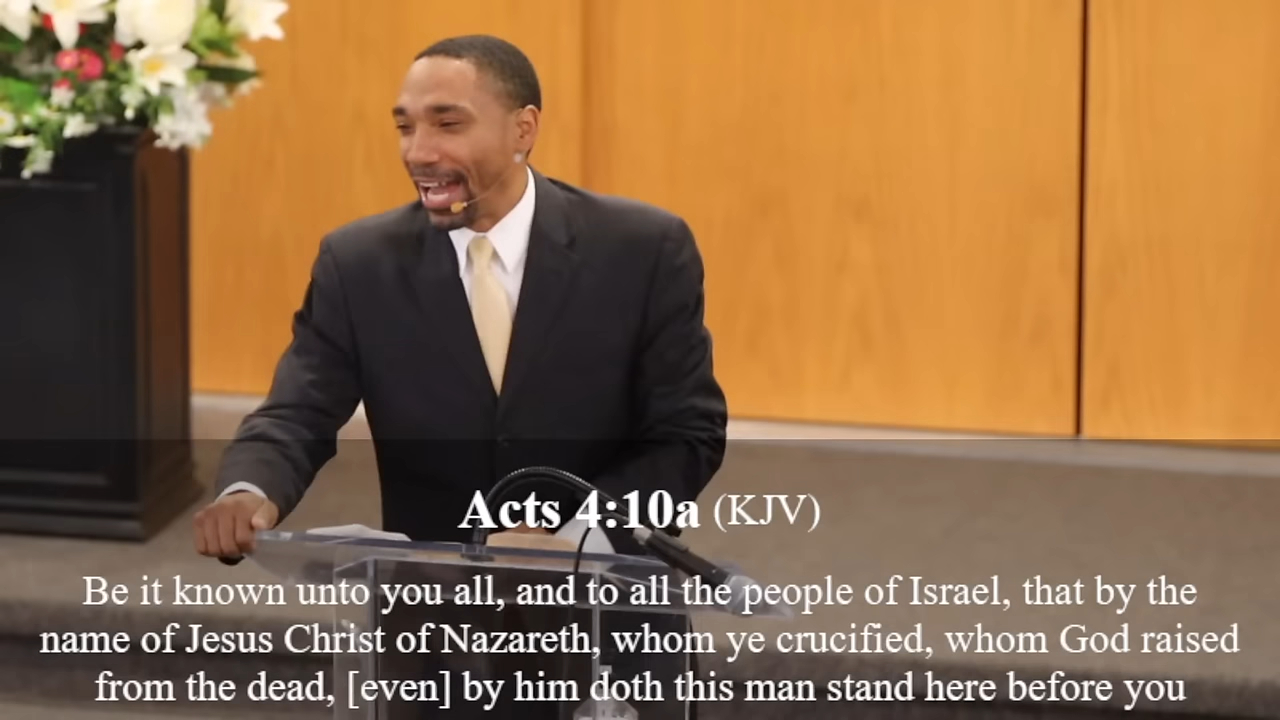 Acts 4:10a (KJV)
Be it known unto you all, and to all the people of Israel, that by the
name of Jesus Christ of Nazareth, whom ye crucified, whom God raised
from the dead, [even] by him doth this man stand here before you